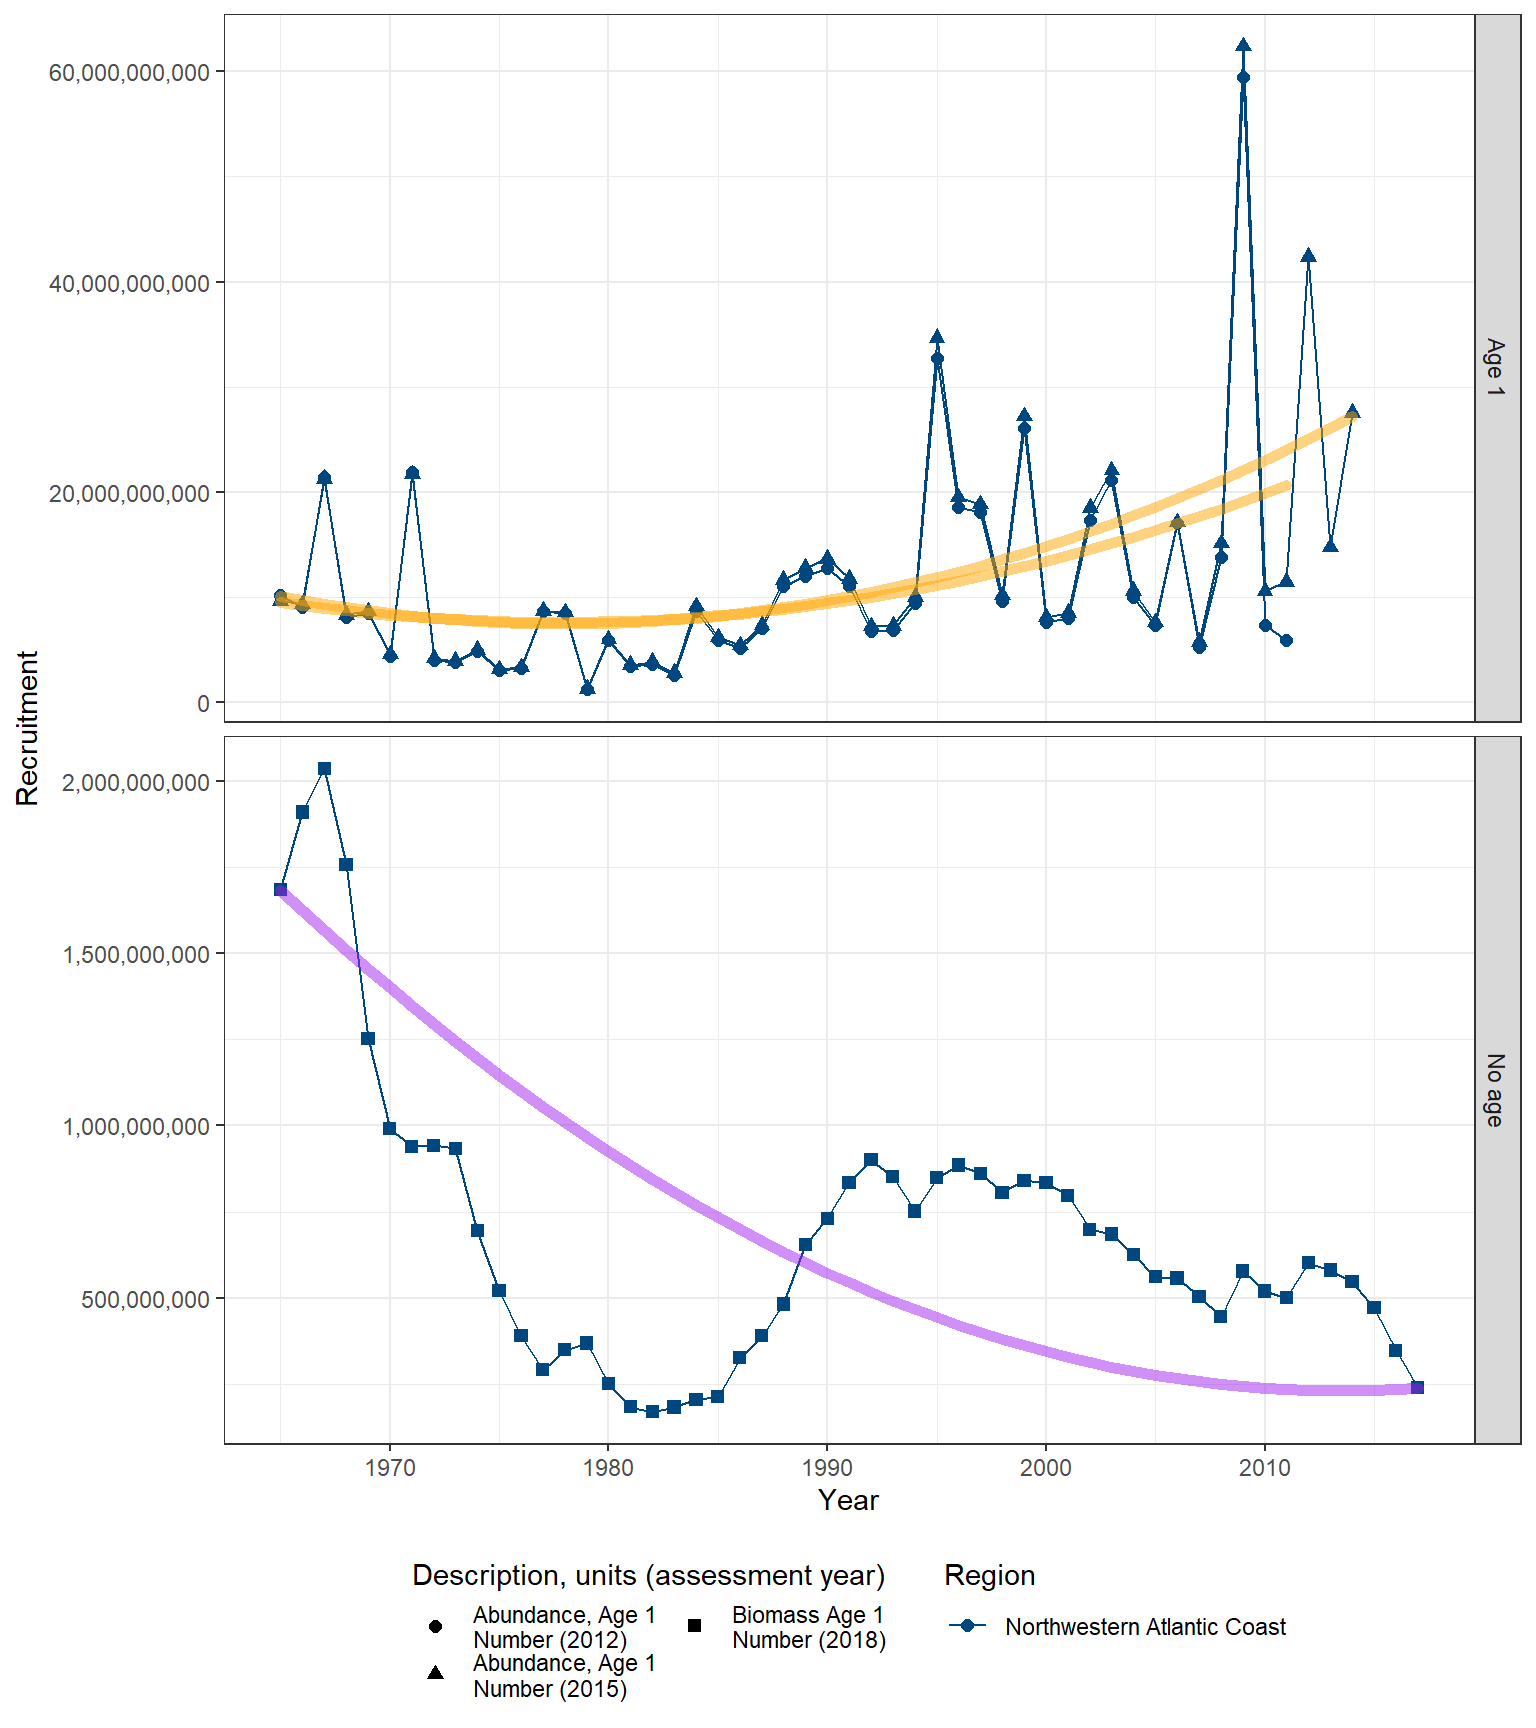 60,000,000,000
40,000,000,000
20,000,000,000
0
Age 1
Recruitment
2,000,000,000
1,500,000,000
1,000,000,000
500,000,000
No age
1970 1980 1990 2000 2010
Year
Description, units (assessment year)
Abundance, Age 1
Number (2012)
Abundance, Age 1
Number (2015)
Biomass Age 1
Number (2018)
Region
Northwestern Atlantic Coast